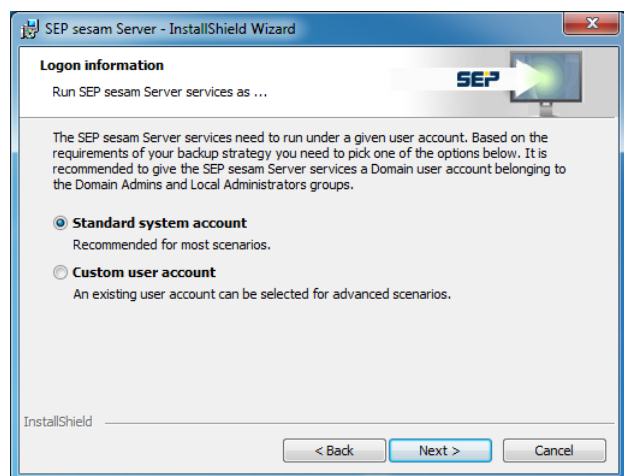 SEP sesam Server - InstallShield Wizard
Logon information
Run SEP sesam Server services as ...
SEP
The SEP sesam Server services need to run under a given user account. Based on the
requirements of your backup strategy you need to pick one of the options below. It is
recommended to give the SEP sesam Server services a Domain user account belonging to
the Domain Admins and Local Administrators groups.
Standard system account
Recommended for most scenarios.
Custom user account
An existing user account can be selected for advanced scenarios.
InstallShield
< Back
Next >
Cancel